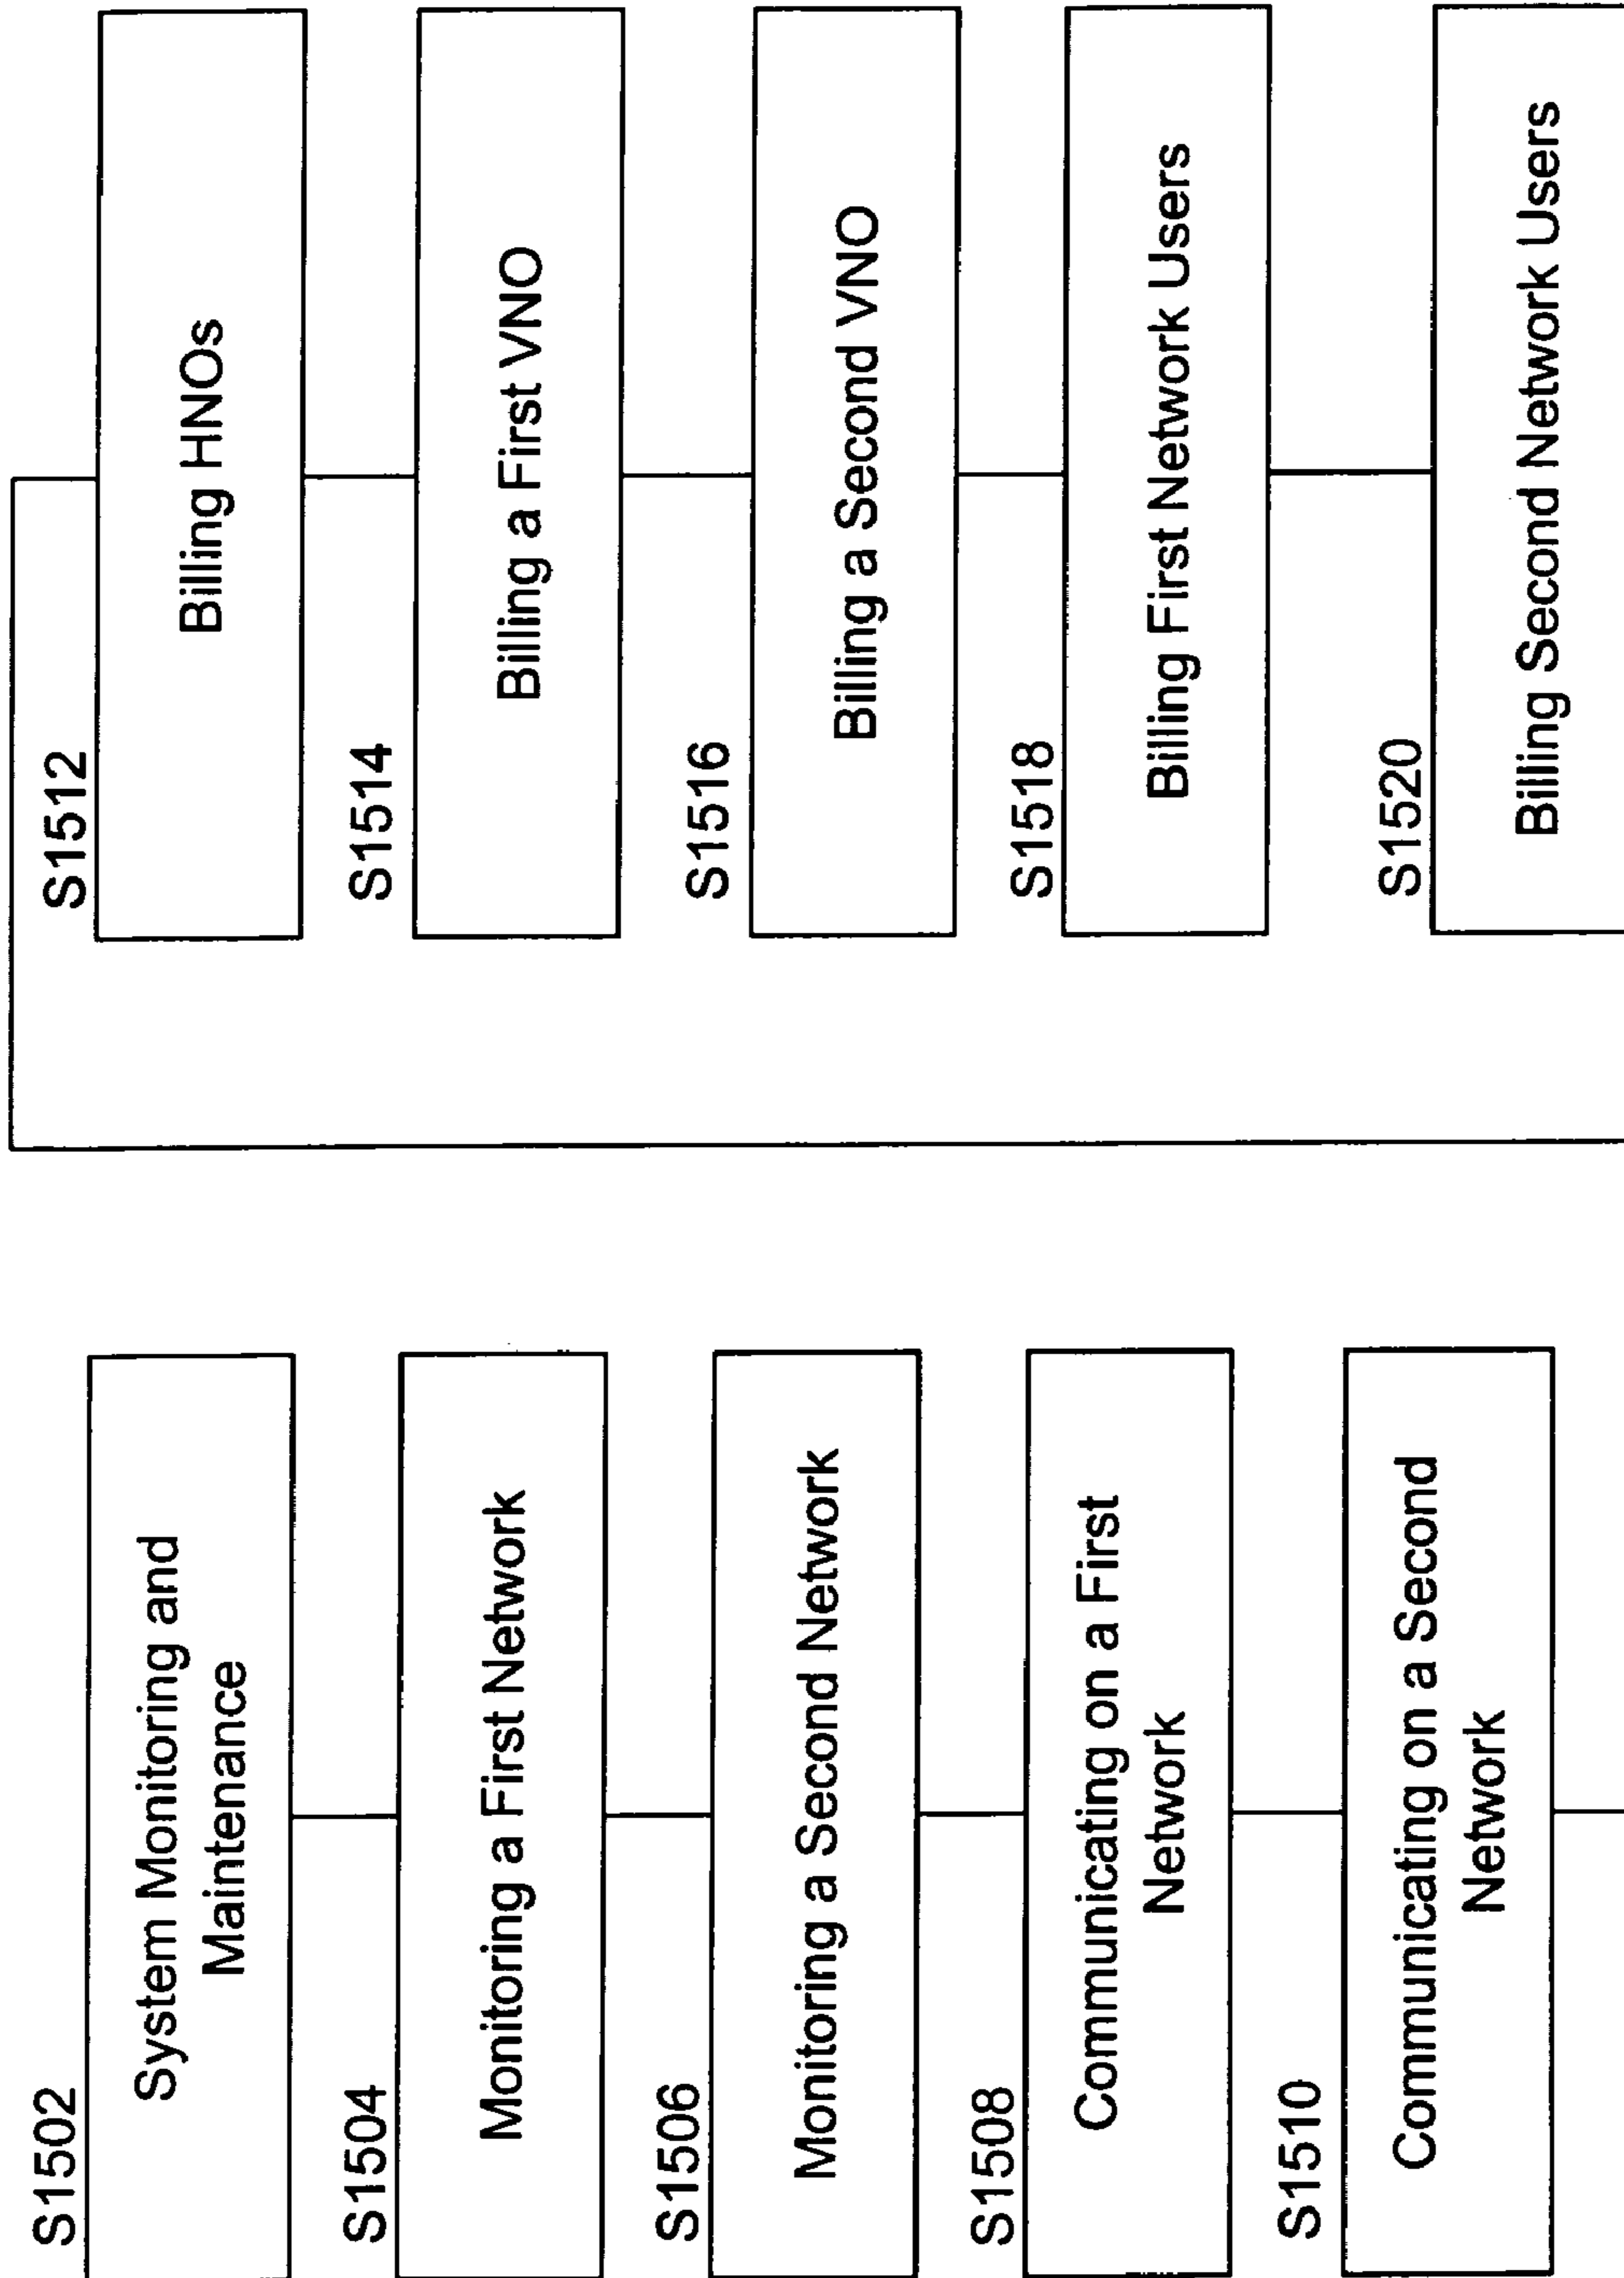 S1502
System Monitoring and
Maintenance
S1504
Monitoring a First Network
S1506
Monitoring a Second Network
S1508
Communicating on a First
Network
S1510
Communicating on a Second
Network
S1512
Billing HNOs
S1514
Billing a First VNO
S1516
Billing a Second VNO
S1518
Billing First Network Users
S1520
Billing Second Network Users